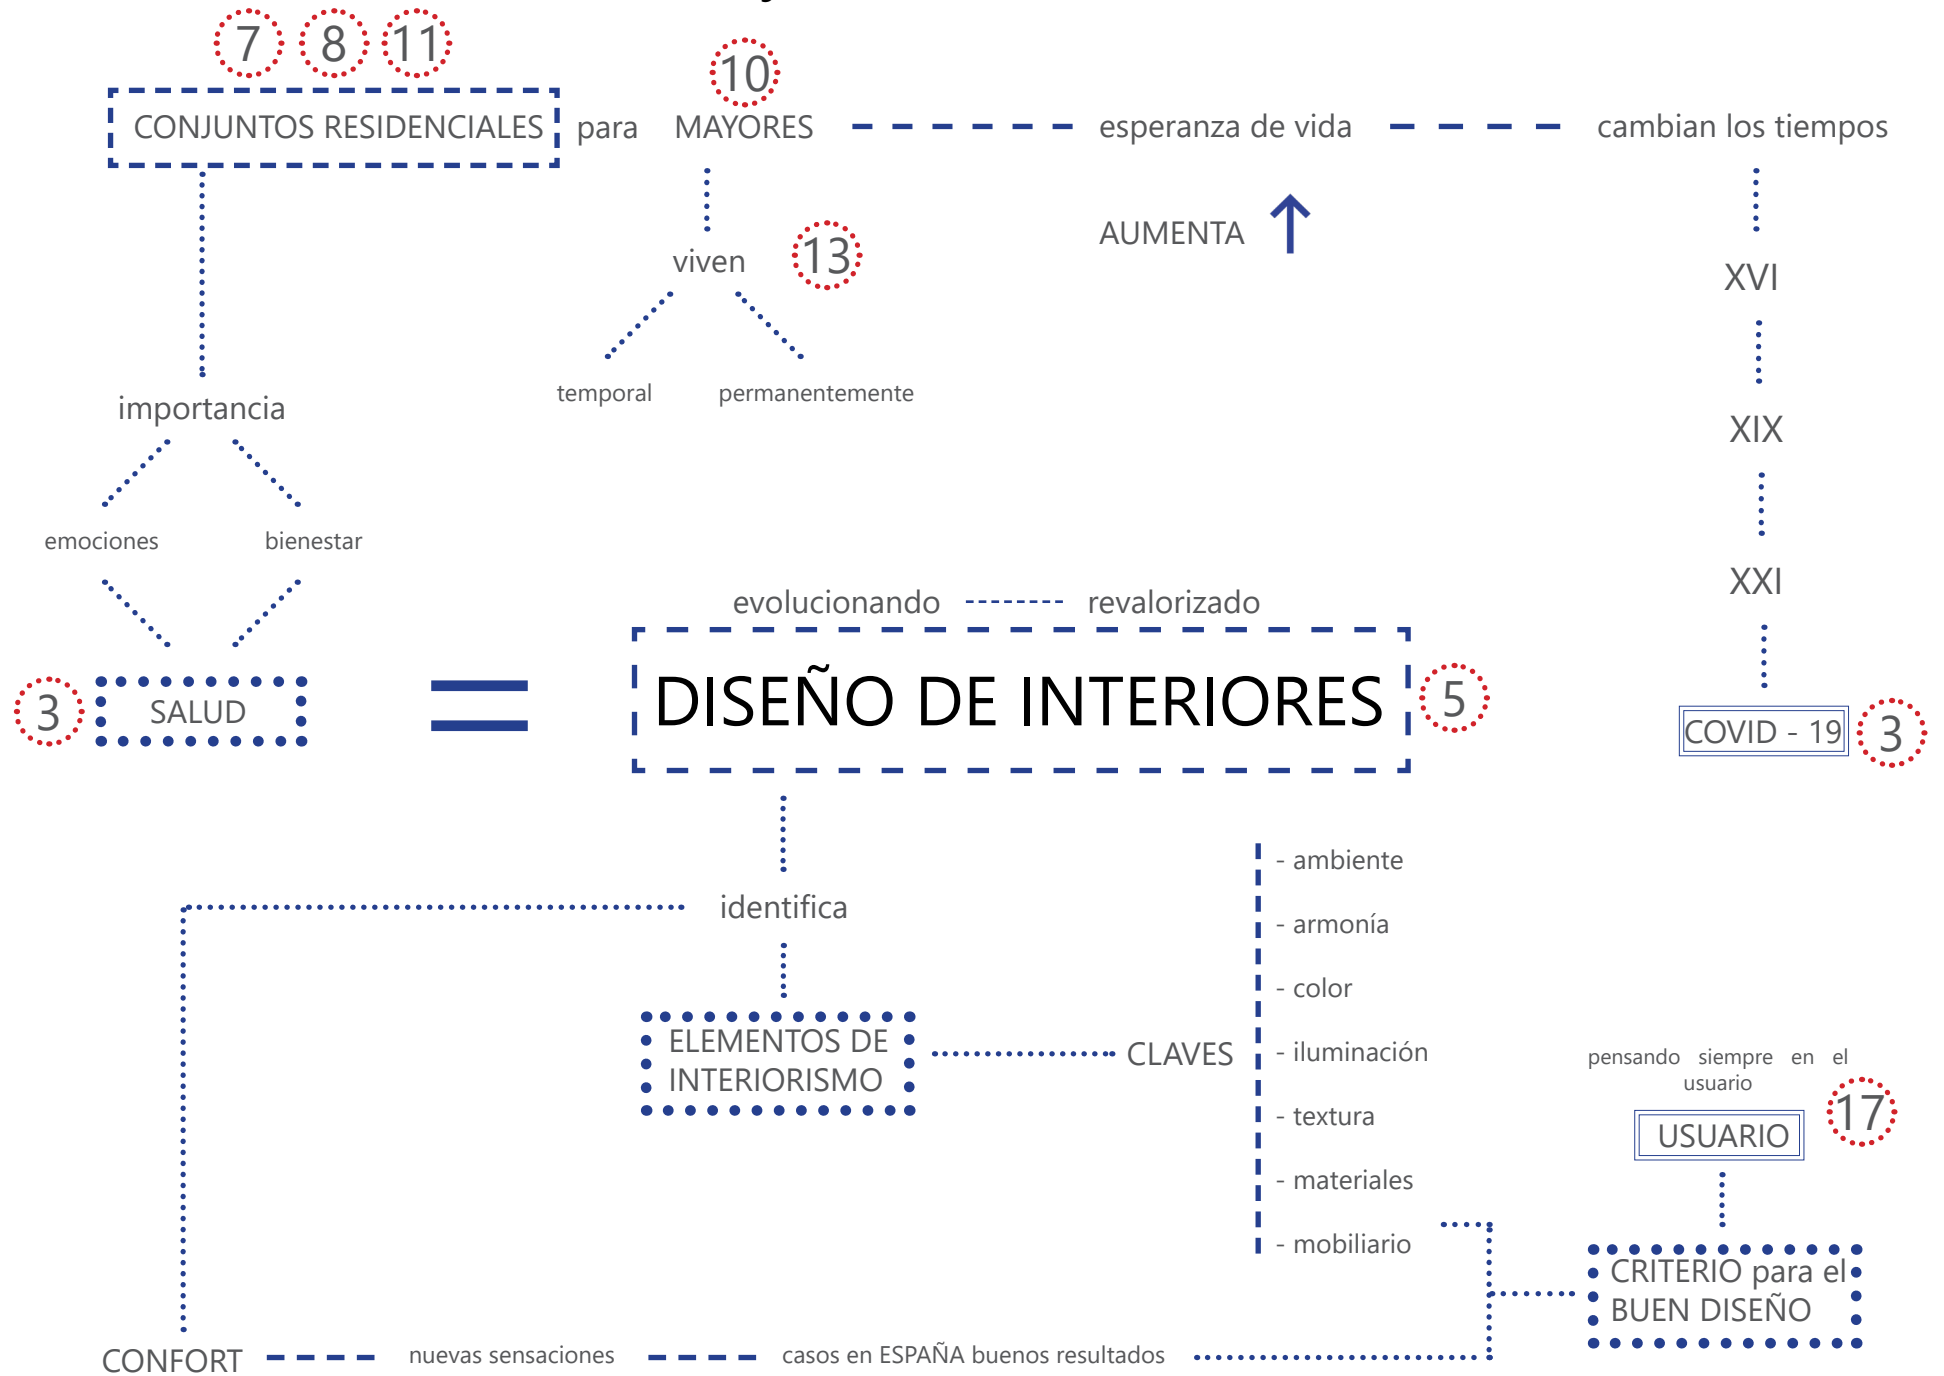 7 8 11
10
CONJUNTOS RESIDENCIALES para MAYORES esperanza de vida cambian los tiempos
AUMENTA
viven 13
XVI
temporal permanentemente
importancia
XIX
emociones bienestar
XXI
evolucionando revalorizado
3 SALUD
DISEÑO DE INTERIORES 5
COVID - 19 3
identifica
- ambiente
- armonía
- color
ELEMENTOS DE
INTERIORISMO
CLAVES
- iluminación
- textura
- materiales
- mobiliario
pensando siempre en el
usuario
17
USUARIO
CRITERIO para el
BUEN DISEÑO
CONFORT nuevas sensaciones casos en ESPAÑA buenos resultados